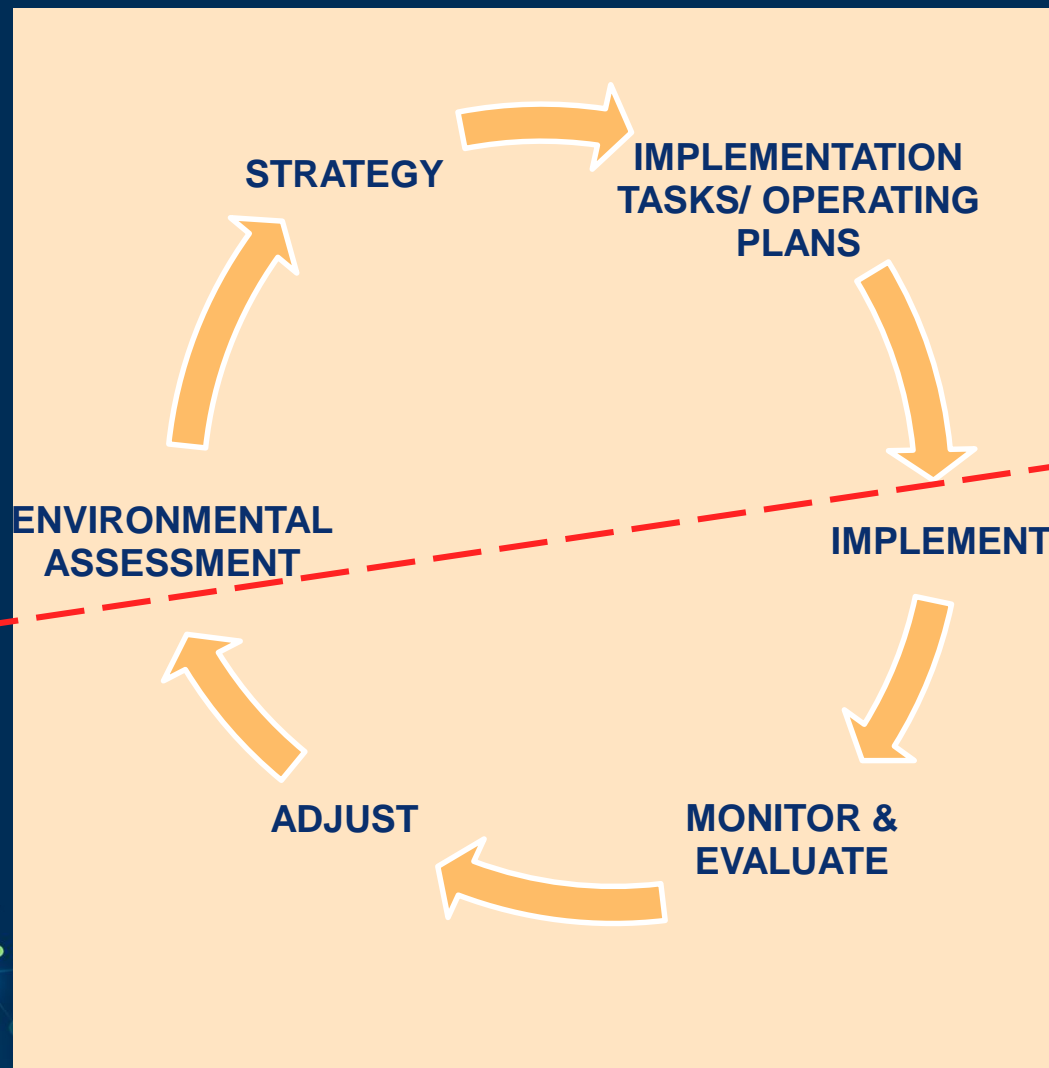 STRATEGY
IMPLEMENTATION
TASKS/ OPERATING
PLANS
ENVIRONMENTAL
ASSESSMENT
IMPLEMENT
ADJUST
MONITOR &
EVALUATE